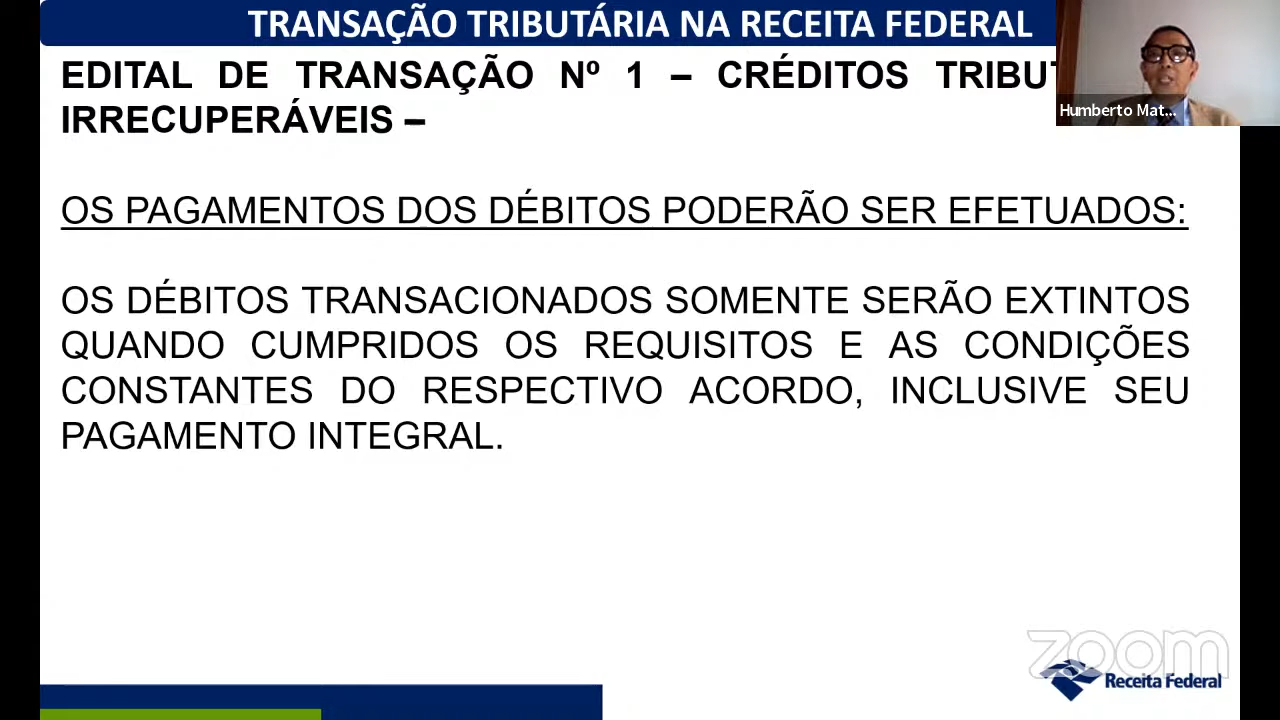 TRANSAÇÃO TRIBUTÁRIA NA RECEITA FEDERAL
EDITAL DE TRANSAÇÃO Nº 1 – CRÉDITOS
IRRECUPERÁVEIS –
Humberto Mat...
OS PAGAMENTOS DOS DÉBITOS PODERÃO SER EFETUADOS:
OS DÉBITOS TRANSACIONADOS SOMENTE SERÃO EXTINTOS
QUANDO CUMPRIDOS OS REQUISITOS E AS CONDIÇÕES
CONSTANTES DO RESPECTIVO ACORDO, INCLUSIVE SEU
PAGAMENTO INTEGRAL.
zoom
Receita Federal